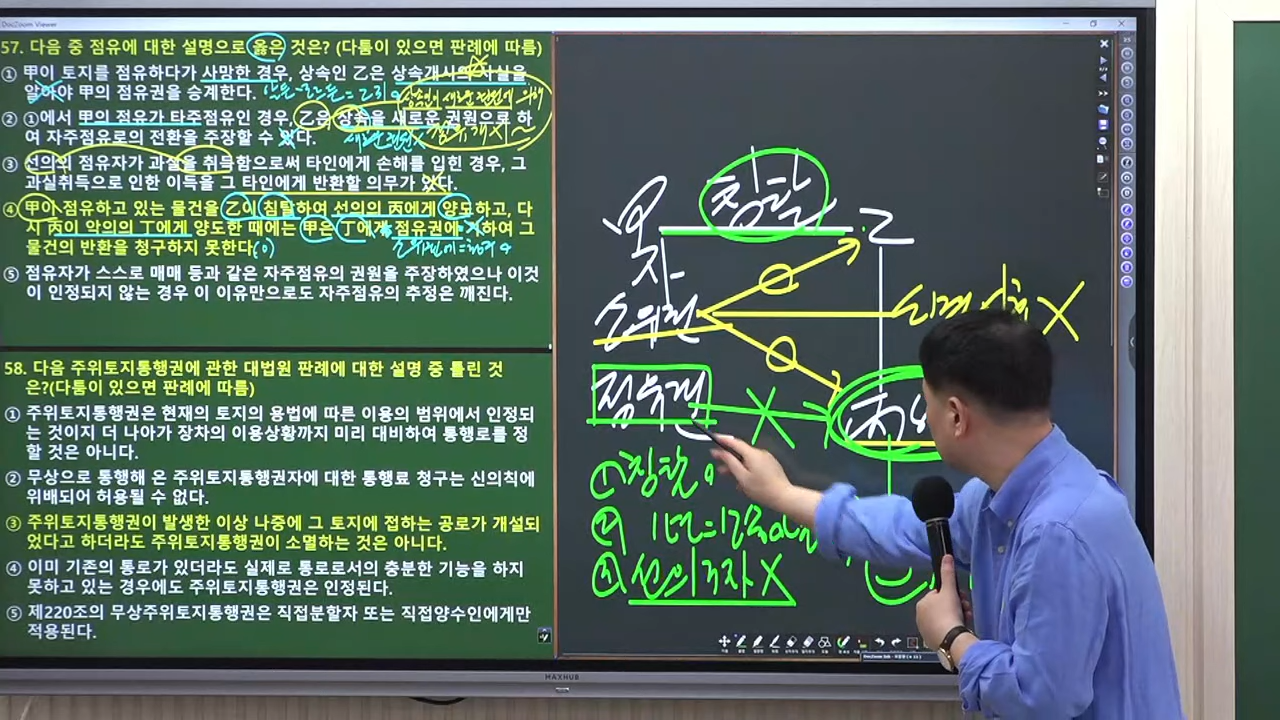 DocZoom Viewer
57. 다음 중 점유에 대한 설명으로 옳은 것은? (다툼이 있으면 판례에 따름)
① 甲이 토지를 점유하다가 사망한 경우, 상속인 乙은 상속개시의 사실을
알아야 甲의 점유권을 승계한다.
상속인이 새로운 권원에 의해
② ①에서 甲의 점유가 타주점유인 경우, 乙은 상속을 새로운 권원으로 하
여 자주점유로의 전환을 주장할 수 있다.
새로운 권원X
③ 선의의 점유자가 과실을 취득함으로써 타인에게 손해를 입힌 경우, 그
과실취득으로 인한 이득을 그 타인에게 반환할 의무가 있다.
④ 甲이 점유하고 있는 물건을 乙이 침탈하여 선의의 丙에게 양도하고, 다
시 丙이 악의의 丁에게 양도한 때에는 甲은 丁에게 점유권에 기하여 그
물건의 반환을 청구하지 못한다.(O)
⑤ 점유자가 스스로 매매 등과 같은 자주점유의 권원을 주장하였으나 이것
이 인정되지 않는 경우 이 이유만으로도 자주점유의 추정은 깨진다.
58. 다음 주위토지통행권에 관한 대법원 판례에 대한 설명 중 틀린 것
은?(다툼이 있으면 판례에 따름)
① 주위토지통행권은 현재의 토지의 용법에 따른 이용의 범위에서 인정되
는 것이지 더 나아가 장차의 이용상황까지 미리 대비하여 통행로를 정
할 것은 아니다.
② 무상으로 통행해 온 주위토지통행권자에 대한 통행료 청구는 신의칙에
위배되어 허용될 수 없다.
③ 주위토지통행권이 발생한 이상 나중에 그 토지에 접하는 공로가 개설되
었다고 하더라도 주위토지통행권이 소멸하는 것은 아니다.
④ 이미 기존의 통로가 있더라도 실제로 통로로서의 충분한 기능을 하지
못하고 있는 경우에도 주위토지통행권은 인정된다.
⑤ 제220조의 무상주위토지통행권은 직접분할자 또는 직접양수인에게만
적용된다.
침탈
甲
乙
소유권
X
점유권
X
丙
① 침탈
②
③ 선의 3자 X
MAXHUB